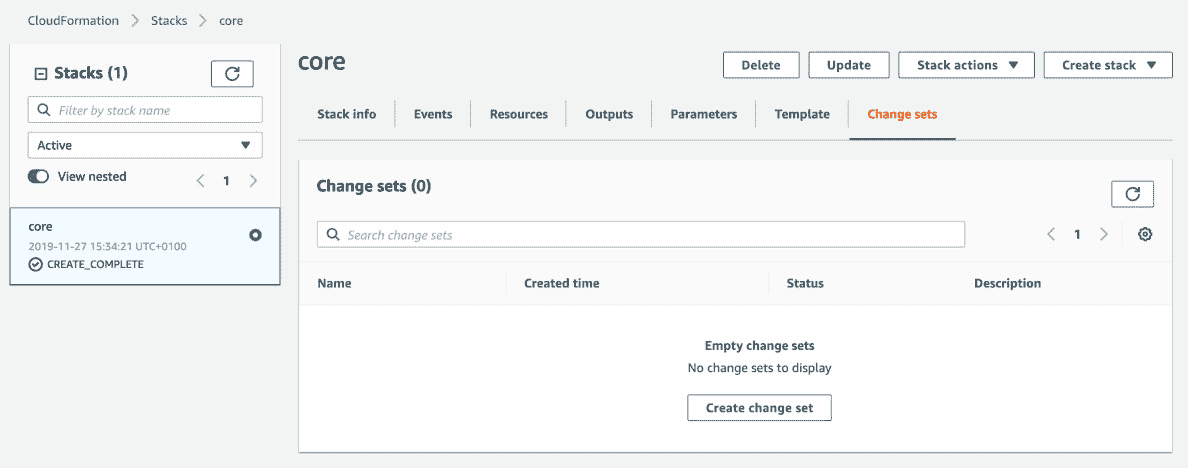 CloudFormation > Stacks > core
Stacks (1)
Filter by stack name
Active
View nested
1
core
2019-11-27 15:34:21 UTC+0100
CREATE_COMPLETE
core
Delete
Update
Stack actions
Create stack
Stack info
Events
Resources
Outputs
Parameters
Template
Change sets
Change sets (0)
Search change sets
1
Name
Created time
Status
Description
Empty change sets
No change sets to display
Create change set